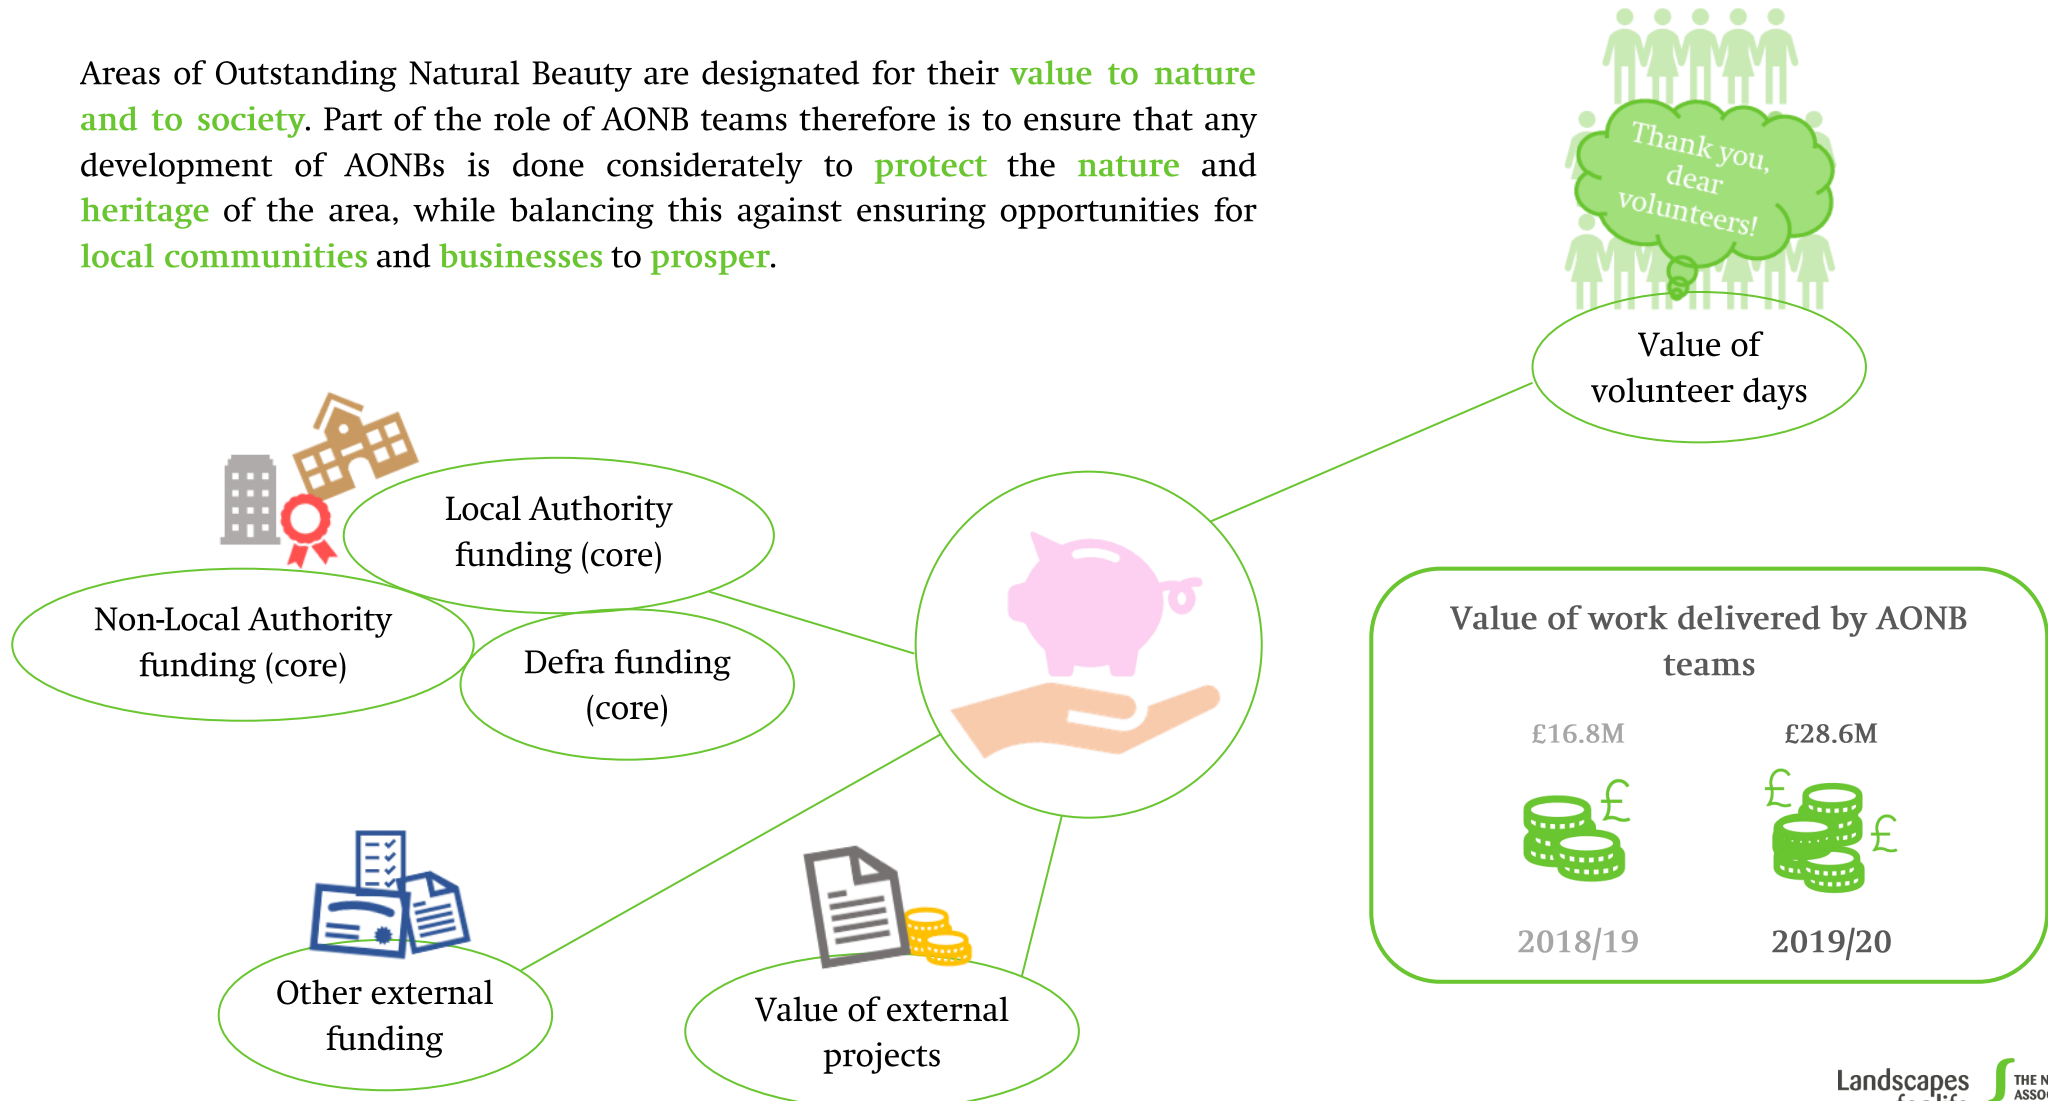 Areas of Outstanding Natural Beauty are designated for their value to nature
and to society. Part of the role of AONB teams therefore is to ensure that any
development of AONBs is done considerately to protect the nature and
heritage of the area, while balancing this against ensuring opportunities for
local communities and businesses to prosper.
Thank you,
dear
volunteers!
Value of
volunteer days
Local Authority
funding (core)
Non-Local Authority
funding (core)
Defra funding
(core)
Other external
funding
Value of external
projects
Value of work delivered by AONB
teams
£16.8M
£28.6M
£
£
£
2018/19
2019/20
Landscapes
THE N
ASSOC